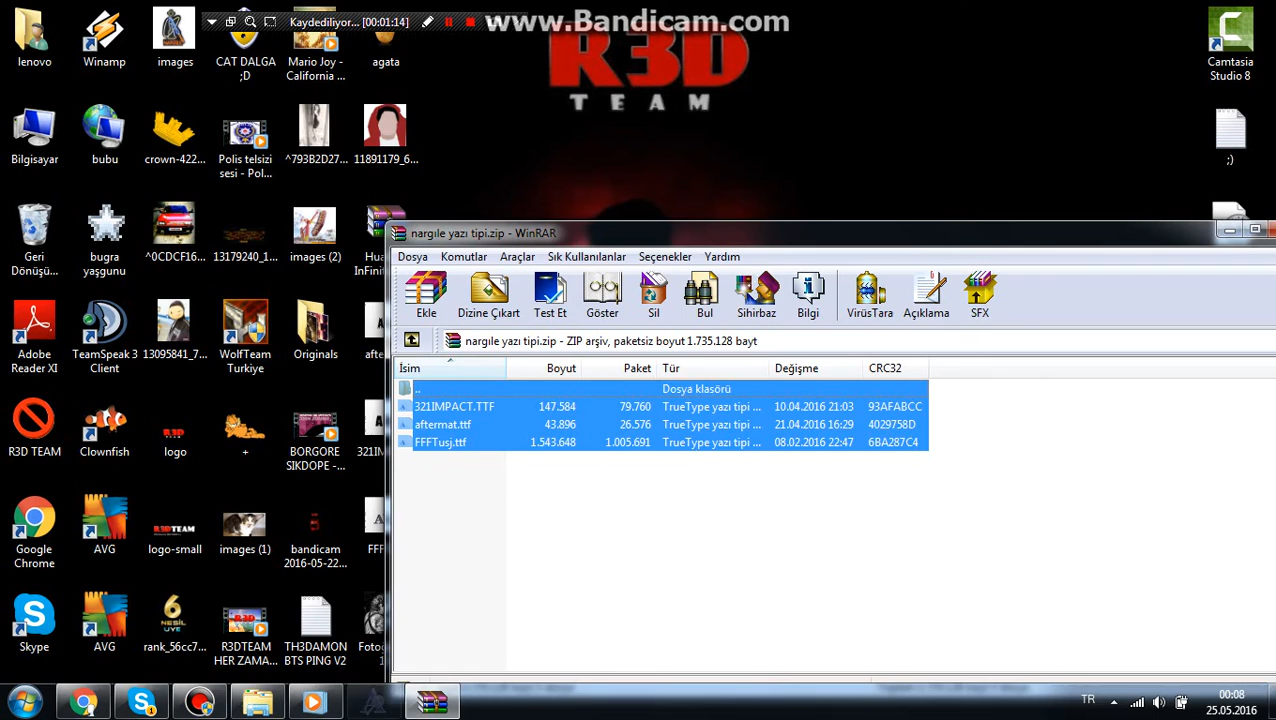 Kaydediliyor... [00:01:14]
www.Bandicam.com
R3D
TEAM
lenovo
Winamp
images
CAT DALGA ;D
Mario Joy - California ...
agata
Camtasia Studio 8
Bilgisayar
bubu
crown-422...
Polis telsizi sesi - Pol...
^793B2D27...
11891179_6...
;)
Geri Dönüşü...
bugra yaşgunu
^0CDCF16...
13179240_1...
images (2)
Hua
InFinit
nargıle yazı tipi.zip - WinRAR
Dosya Komutlar Araçlar Sık Kullanılanlar Seçenekler Yardım
Ekle Dizine Çıkart Test Et Göster Sil Bul Sihirbaz Bilgi VirüsTara Açıklama SFX
nargıle yazı tipi.zip - ZIP arşiv, paketsiz boyut 1.735.128 bayt
İsim Boyut Paket Tür Değişme CRC32
.. Dosya klasörü
321IMPACT.TTF 147.584 79.760 TrueType yazı tipi ... 10.04.2016 21:03 93AFABCC
aftermat.ttf 43.896 26.576 TrueType yazı tipi ... 21.04.2016 16:29 4029758D
FFFTusj.ttf 1.543.648 1.005.691 TrueType yazı tipi ... 08.02.2016 22:47 6BA287C4
Adobe Reader XI
TeamSpeak 3 Client
13095841_7...
WolfTeam Turkiye
Originals
afte
R3D TEAM
Clownfish
logo
+
BORGORE SIKDOPE -...
321I
Google Chrome
AVG
logo-small
images (1)
bandicam 2016-05-22...
FFF
Skype
AVG
rank_56cc7...
R3DTEAM HER ZAMA...
TH3DAMON BTS PING V2
Foto
1
TR
00:08
25.05.2016